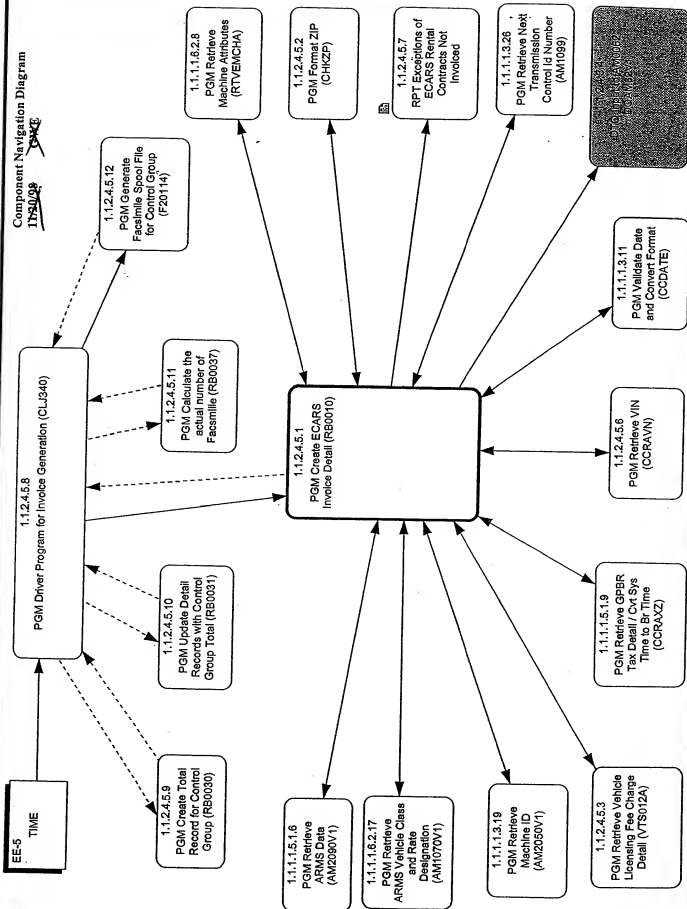 Component Navigation Diagram
11/20/98 GWE
EE-5
TIME
1.1.2.4.5.8
PGM Driver Program for Invoice Generation (CLJ340)
1.1.2.4.5.9
PGM Create Total
Record for Control
Group (RB0030)
1.1.2.4.5.10
PGM Update Detail
Records with Control
Group Total (RB0031)
1.1.2.4.5.11
PGM Calculate the
actual number of
Facsmilie (RB0037)
1.1.2.4.5.12
PGM Generate
Facsimile Spool File
for Control Group
(F20114)
1.1.1.1.6.2.8
PGM Retrieve
Machine Attributes
(RTVEMCHA)
1.1.2.4.5.2
PGM Format ZIP
(CHKZP)
1.1.2.4.5.7
RPT Exceptions of
ECARS Rental
Contracts Not
Invoiced
1.1.1.1.3.26
PGM Retrieve Next
Transmission
Control Id Number
(AM1099)
1.1.2.4.5.1
PGM Create ECARS
Invoice Detail (RB0010)
1.1.1.1.5.1.6
PGM Retrieve
ARMS Data
(AM2090V1)
1.1.1.1.6.2.17
PGM Retrieve
ARMS Vehicle Class
and Rate
Designation
(AM1070V1)
1.1.1.1.3.19
PGM Retrieve
Machine ID
(AM2050V1)
1.1.2.4.5.3
PGM Retrieve Vehicle
Licensing Fee Charge
Detail (VTS012A)
1.1.1.1.5.1.9
PGM Retrieve GPBR
Tax Detail / Cvt Sys
Time to Br Time
(CCRAXZ)
1.1.2.4.5.6
PGM Retrieve VIN
(CCRAVN)
1.1.1.1.3.11
PGM Validate Date
and Convert Format
(CCDATE)